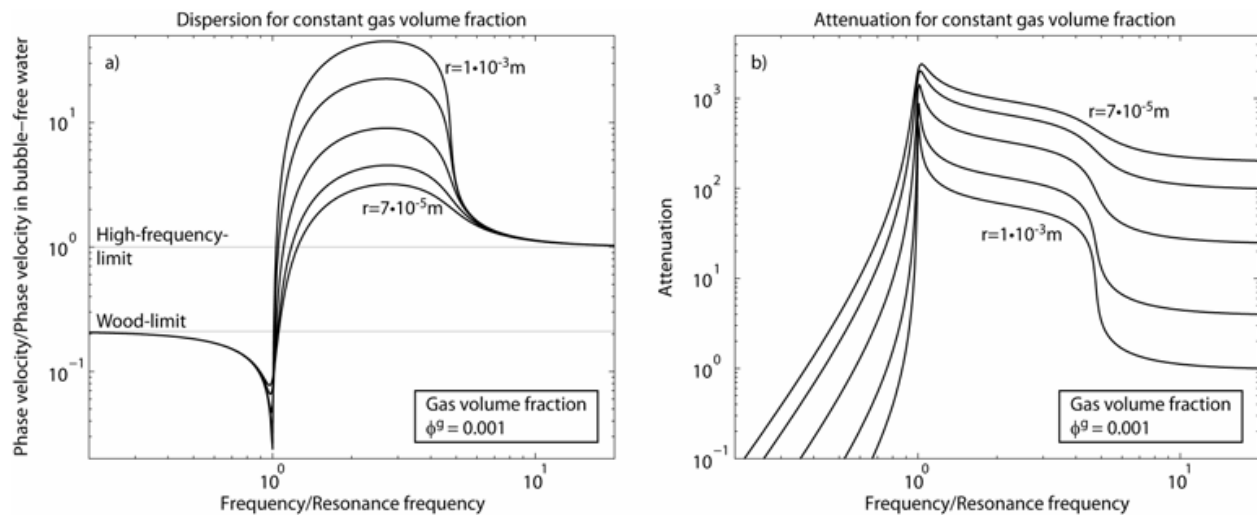 Dispersion for constant gas volume fraction
a)
r=1•10⁻³m
r=7•10⁻⁵m
High-frequency-
limit
Wood-limit
Gas volume fraction
ϕᵍ = 0.001
10¹
10⁰
10⁻¹
10⁰
10¹
Phase velocity/Phase velocity in bubble-free water
Frequency/Resonance frequency
Attenuation for constant gas volume fraction
b)
r=7•10⁻⁵m
r=1•10⁻³m
Gas volume fraction
ϕᵍ = 0.001
10³
10²
10¹
10⁰
10⁻¹
10⁰
10¹
Attenuation
Frequency/Resonance frequency